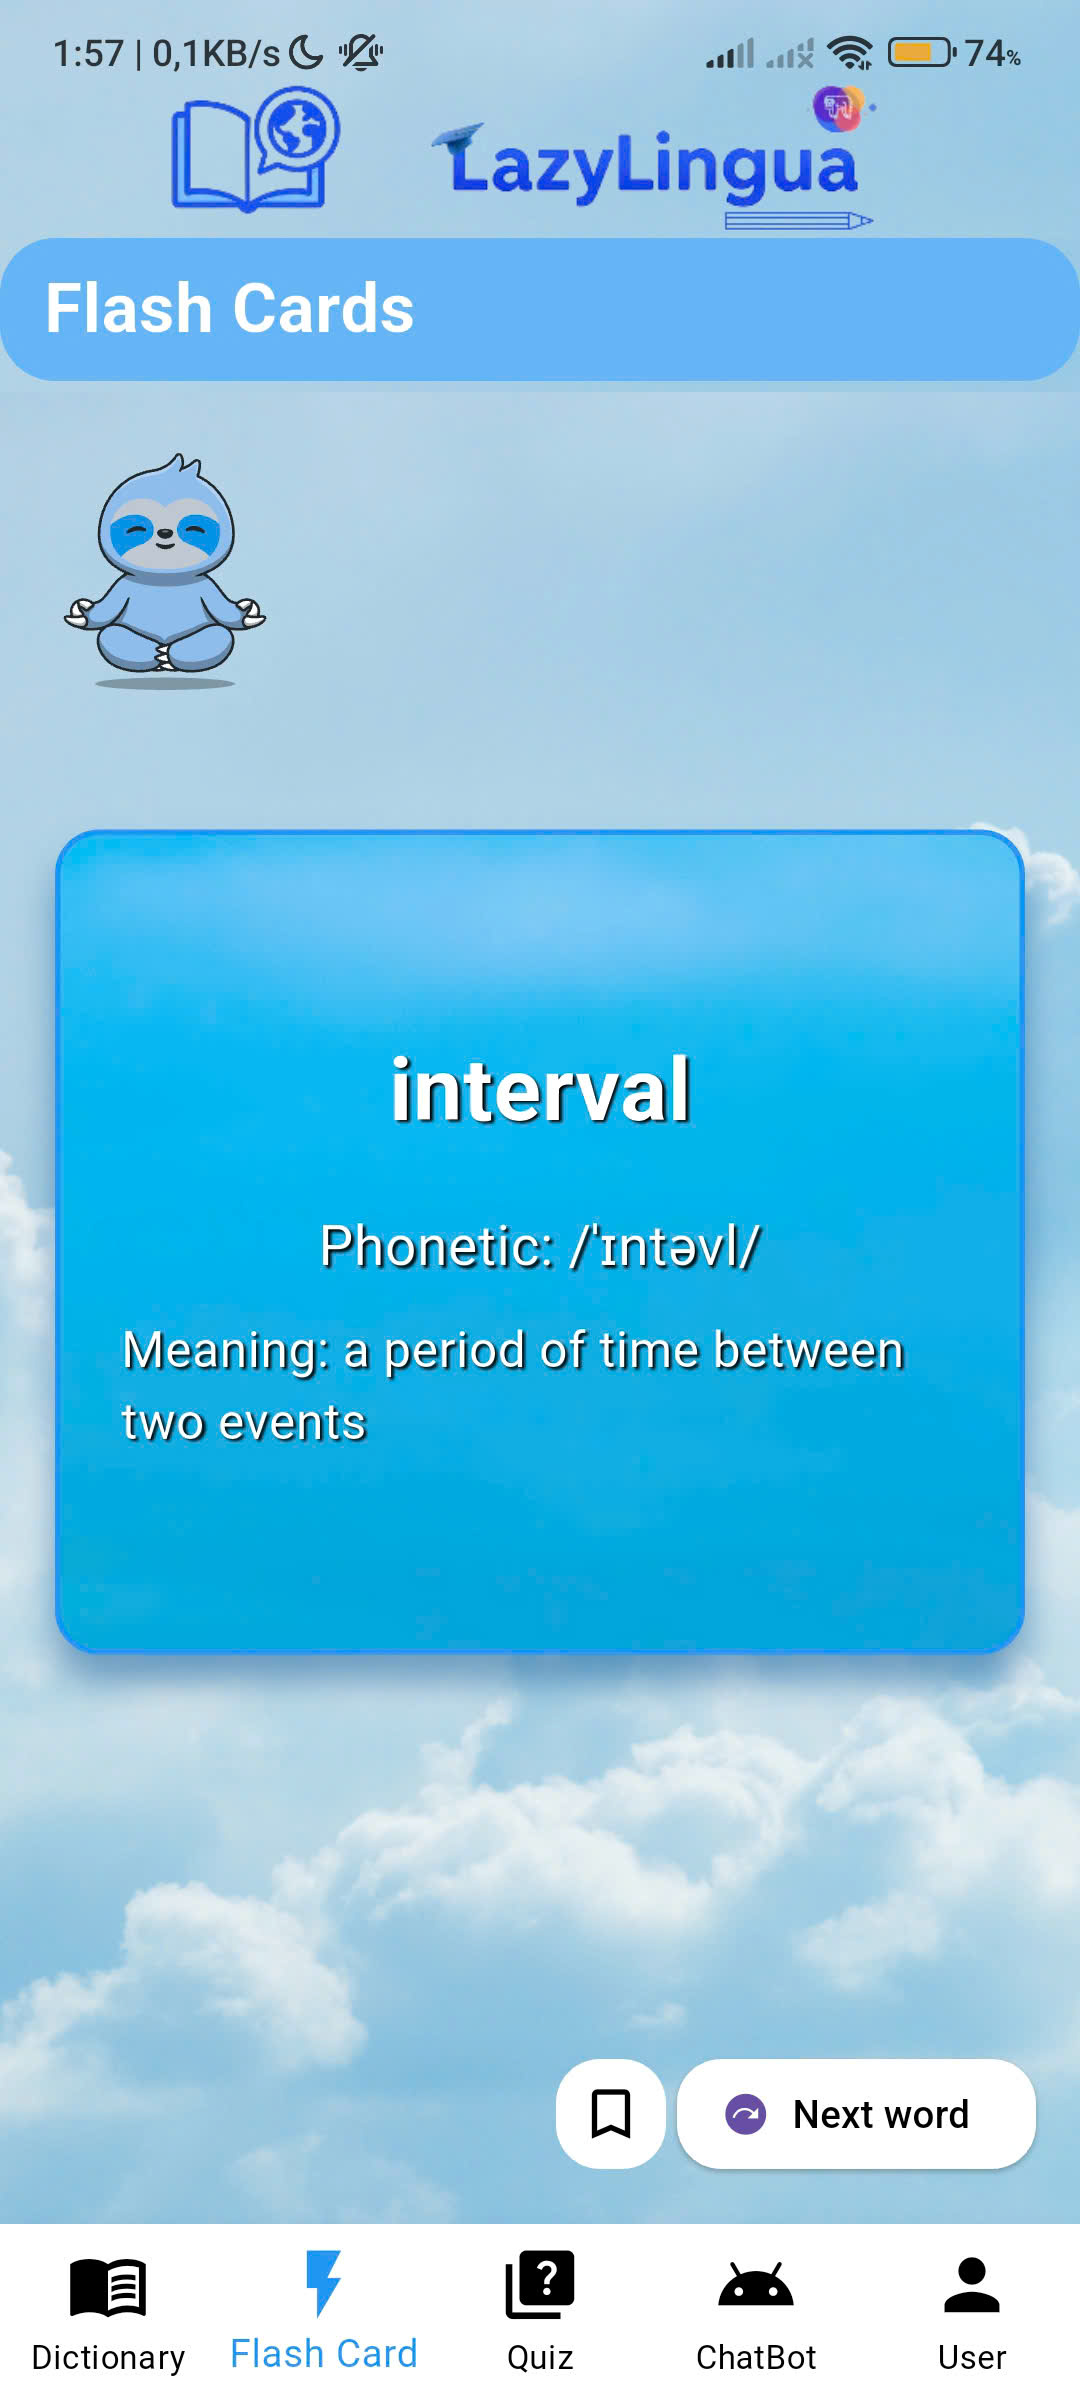 1:57 | 0,1KB/s 74%
LazyLingua
Flash Cards
interval
Phonetic: /ˈɪntəvl/
Meaning: a period of time between
two events
Next word
Dictionary Flash Card Quiz ChatBot User